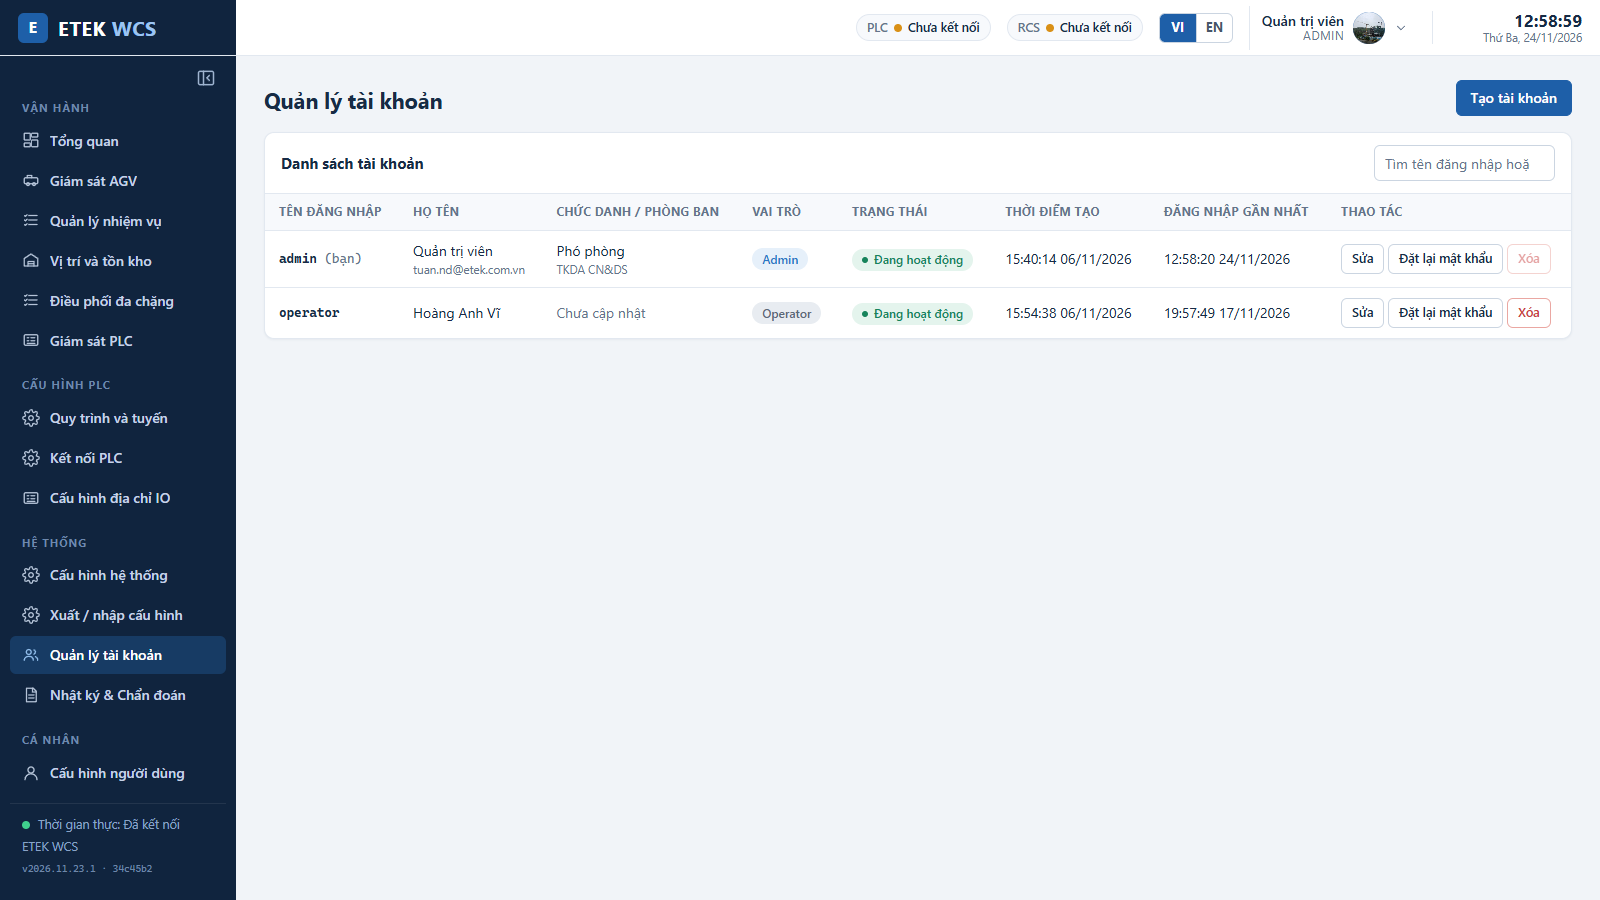 E ETEK WCS
PLC Chưa kết nối
RCS Chưa kết nối
VI EN
Quản trị viên
ADMIN
12:58:59
Thứ Ba, 24/11/2026
VẬN HÀNH
Tổng quan
Giám sát AGV
Quản lý nhiệm vụ
Vị trí và tồn kho
Điều phối đa chặng
Giám sát PLC
CẤU HÌNH PLC
Quy trình và tuyến
Kết nối PLC
Cấu hình địa chỉ IO
HỆ THỐNG
Cấu hình hệ thống
Xuất / nhập cấu hình
Quản lý tài khoản
Nhật ký & Chẩn đoán
CÁ NHÂN
Cấu hình người dùng
Thời gian thực: Đã kết nối
ETEK WCS
v2026.11.23.1 · 34c45b2
Quản lý tài khoản
Tạo tài khoản
Danh sách tài khoản
Tìm tên đăng nhập hoặ
TÊN ĐĂNG NHẬP HỌ TÊN CHỨC DANH / PHÒNG BAN VAI TRÒ TRẠNG THÁI THỜI ĐIỂM TẠO ĐĂNG NHẬP GẦN NHẤT THAO TÁC
admin (bạn) Quản trị viên Phó phòng Admin Đang hoạt động 15:40:14 06/11/2026 12:58:20 24/11/2026 Sửa Đặt lại mật khẩu Xóa
tuan.nd@etek.com.vn TKDA CN&DS
operator Hoàng Anh Vĩ Chưa cập nhật Operator Đang hoạt động 15:54:38 06/11/2026 19:57:49 17/11/2026 Sửa Đặt lại mật khẩu Xóa